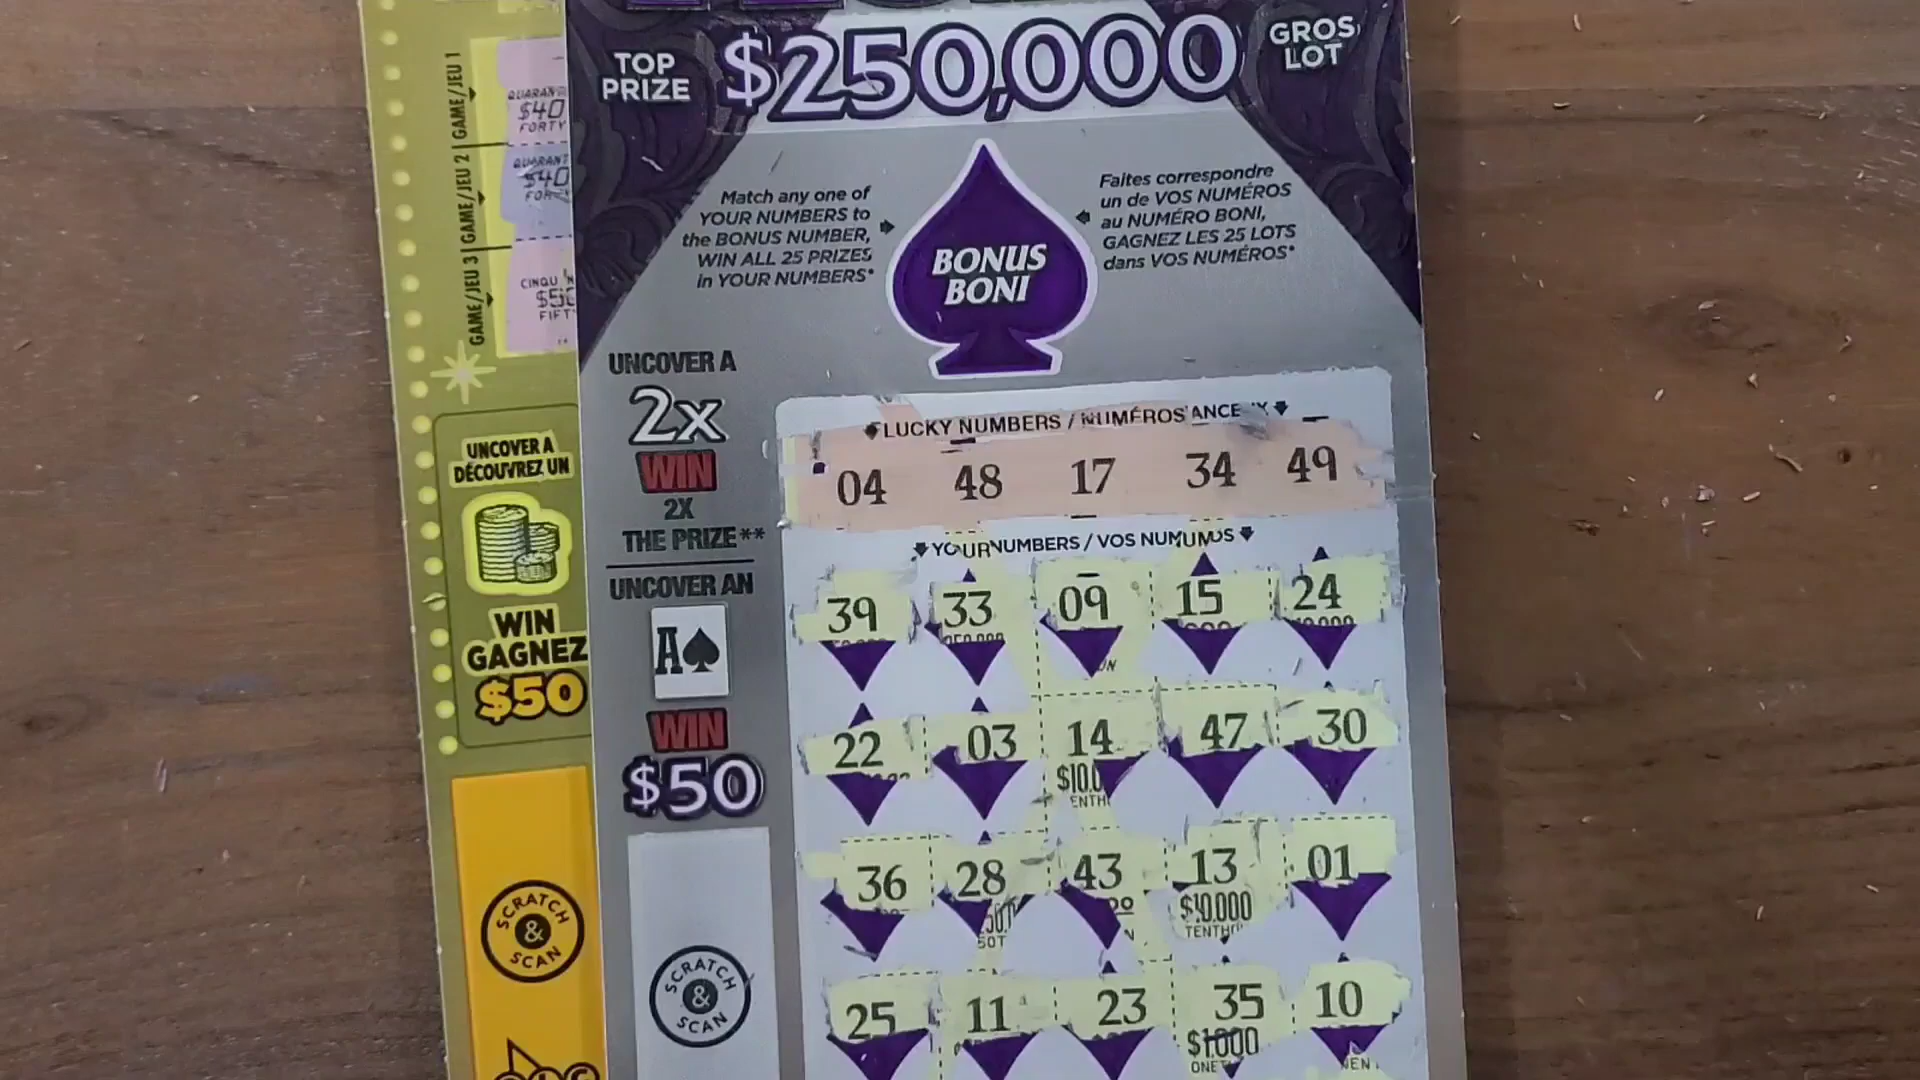 TOP
PRIZE
$250,000
GROS
LOT
GAME/JEU 1
GAME/JEU 2
GAME/JEU 3
$40
FORTY
$40
Match any one of
YOUR NUMBERS to
the BONUS NUMBER,
WIN ALL 25 PRIZES
in YOUR NUMBERS*
BONUS
BONI
Faites correspondre
un de VOS NUMÉROS
au NUMÉRO BONI,
GAGNEZ LES 25 LOTS
dans VOS NUMÉROS*
UNCOVER A
DÉCOUVREZ UN
WIN
GAGNEZ
$50
SCRATCH
&
SCAN
UNCOVER A
2X
WIN
2X
THE PRIZE**
UNCOVER AN
A
WIN
$50
SCRATCH
&
SCAN
LUCKY NUMBERS / NUMÉROS
04 48 17 34 49
YOUR NUMBERS / VOS
39 33 09 15 24
22 03 14 47 30
36 28 43 13 01
$10.000
25 11 23 35 10
$1000